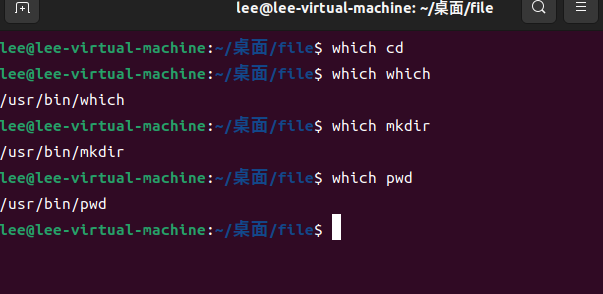 lee@lee-virtual-machine: ~/桌面/file
lee@lee-virtual-machine:~/桌面/file$ which cd
lee@lee-virtual-machine:~/桌面/file$ which which
/usr/bin/which
lee@lee-virtual-machine:~/桌面/file$ which mkdir
/usr/bin/mkdir
lee@lee-virtual-machine:~/桌面/file$ which pwd
/usr/bin/pwd
lee@lee-virtual-machine:~/桌面/file$